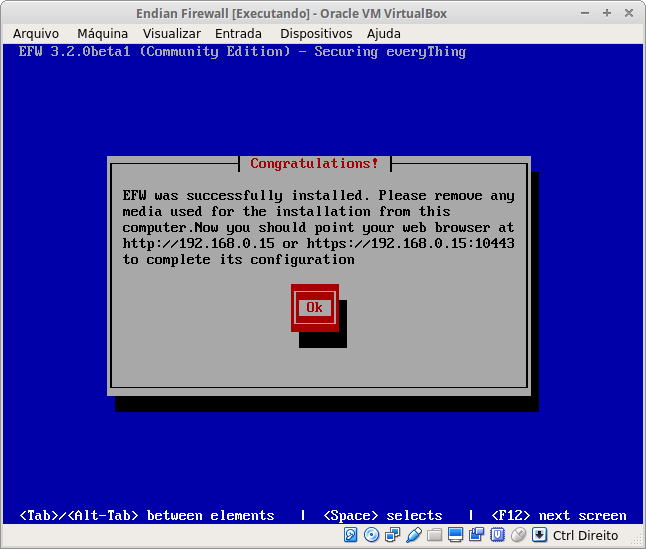 Endian Firewall [Executando] - Oracle VM VirtualBox
Arquivo Máquina Visualizar Entrada Dispositivos Ajuda
EFW 3.2.0beta1 (Community Edition) - Securing everyThing
Congratulations!
EFW was successfully installed. Please remove any
media used for the installation from this
computer.Now you should point your web browser at
http://192.168.0.15 or https://192.168.0.15:10443
to complete its configuration
Ok
<Tab>/<Alt-Tab> between elements | <Space> selects | <F12> next screen
Ctrl Direito